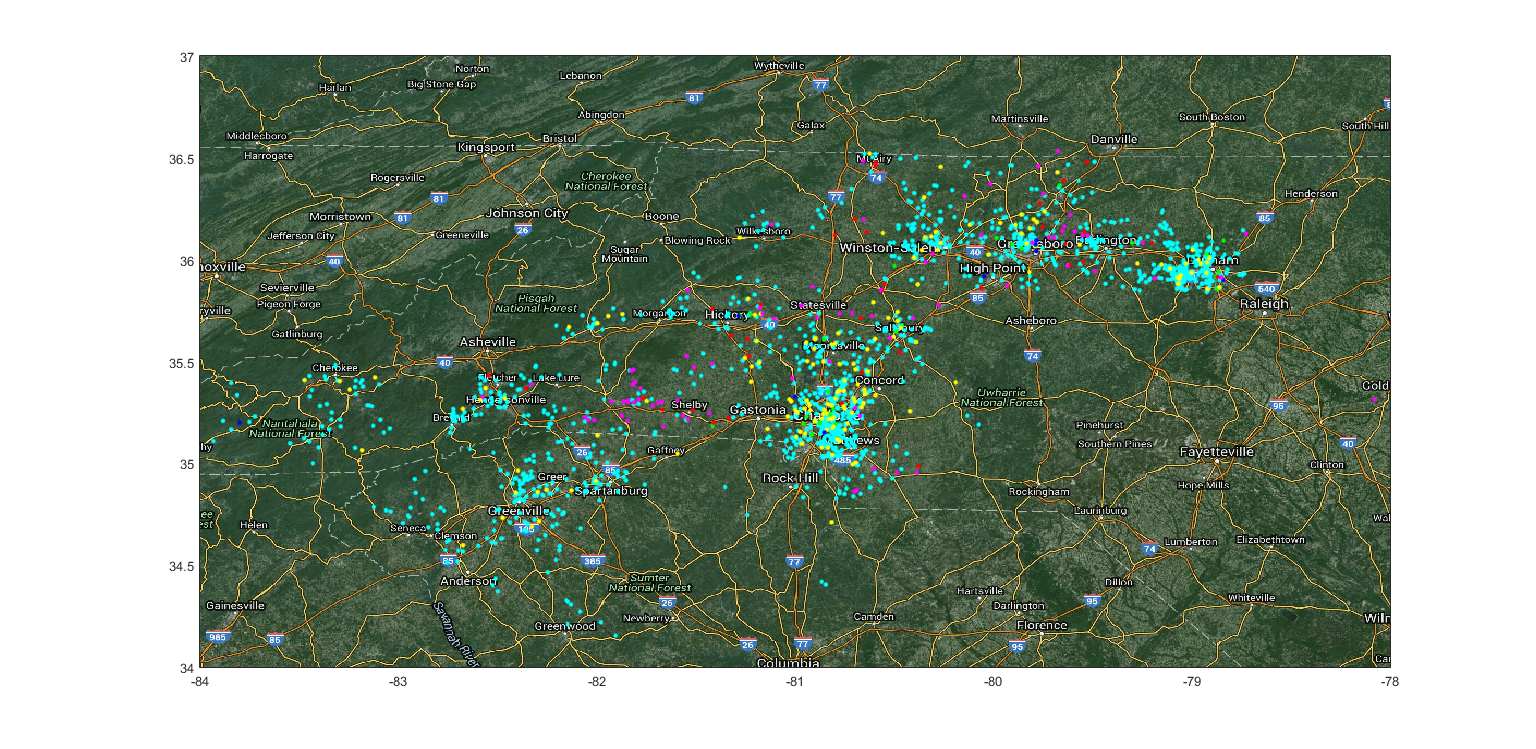 37
36.5
36
35.5
35
34.5
34
-84
-83
-82
-81
-80
-79
-78
Norton
Big Stone Gap
Harlan
Lebanon
Wytheville
77
81
Abingdon
Galax
Martinsville
South Boston
South Hill
Middlesboro
Harrogate
Bristol
Kingsport
Danville
Mt Airy
74
Rogersville
Cherokee
National Forest
81
77
Henderson
Morristown
81
Johnson City
26
Boone
85
Jefferson City
Greeneville
Blowing Rock
Wilkesboro
Sugar
Mountain
Winston-Salem
40
Greensboro
Burlington
Durham
40
noxville
High Point
Sevierville
Pigeon Forge
ryville
Pisgah
National Forest
Morganton
Hickory
40
Statesville
85
640
Raleigh
Asheboro
Gatlinburg
Asheville
Salisbury
Mooresville
40
74
Cherokee
Fletcher
Lake Lure
Concord
Gold
Hendersonville
Brevard
Shelby
Gastonia
Charlotte
Uwharrie
National Forest
95
Nantahala
National Forest
Pinehurst
hy
Matthews
Southern Pines
Fayetteville
40
26
Gaffney
485
Clinton
85
Greer
Spartanburg
Rock Hill
Rockingham
Hope Mills
Greenville
Laurinburg
ee
est
Helen
Seneca
185
Clemson
Lumberton
Elizabethtown
85
385
77
74
Anderson
Sumter
National Forest
Dillon
Gainesville
26
Hartsville
95
Whiteville
Savannah River
Darlington
985
85
Greenwood
Newberry
Camden
Florence
Wilm
26
77
95
Columbia